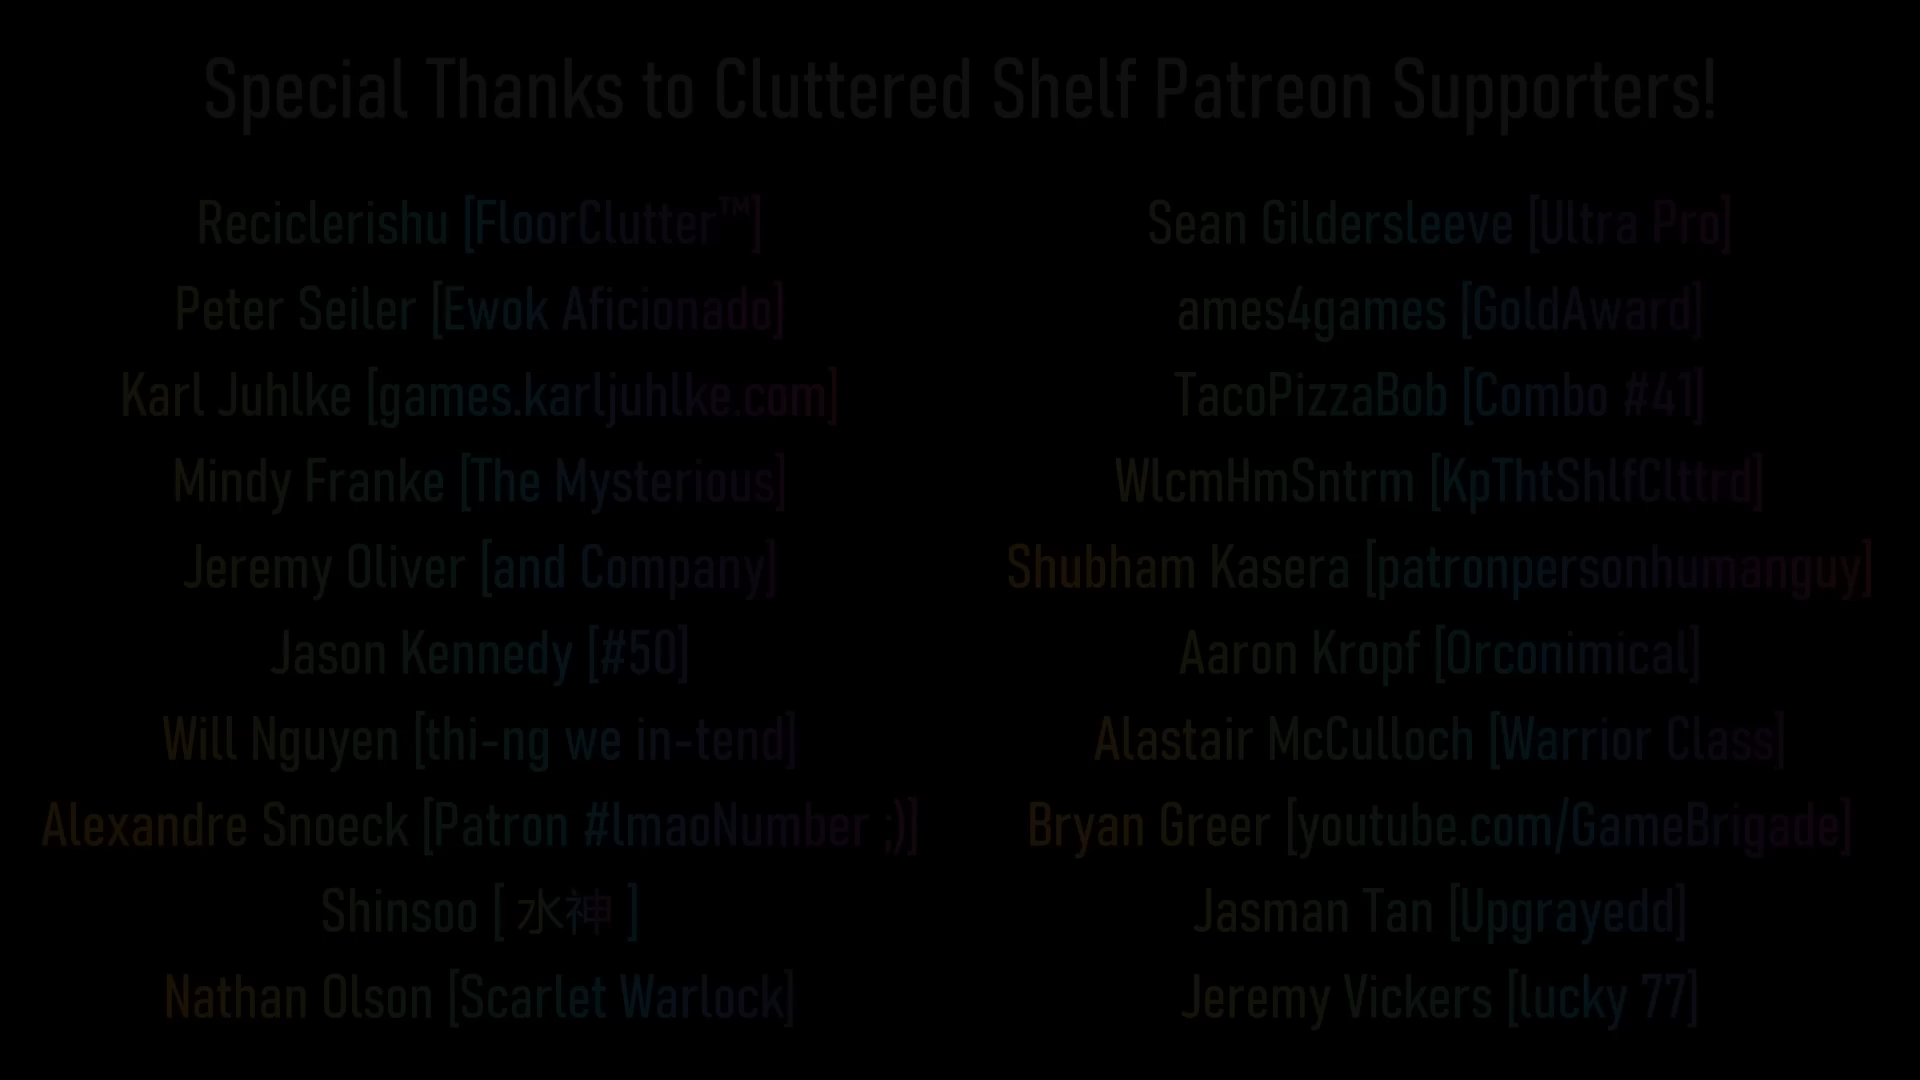 Special Thanks to Cluttered Shelf Patreon Supporters!
Reciclerishu [FloorClutter™]
Peter Seiler [Ewok Aficionado]
Karl Juhlke [games.karljuhlke.com]
Mindy Franke [The Mysterious]
Jeremy Oliver [and Company]
Jason Kennedy [#50]
Will Nguyen [thi-ng we in-tend]
Alexandre Snoeck [Patron #lmaoNumber ;)]
Shinsoo [ 水神 ]
Nathan Olson [Scarlet Warlock]
Sean Gildersleeve [Ultra Pro]
ames4games [GoldAward]
TacoPizzaBob [Combo #41]
WlcmHmSntrm [KpThtShlfClttrd]
Shubham Kasera [patronpersonhumanguy]
Aaron Kropf [Orconimical]
Alastair McCulloch [Warrior Class]
Bryan Greer [youtube.com/GameBrigade]
Jasman Tan [Upgrayedd]
Jeremy Vickers [lucky 77]